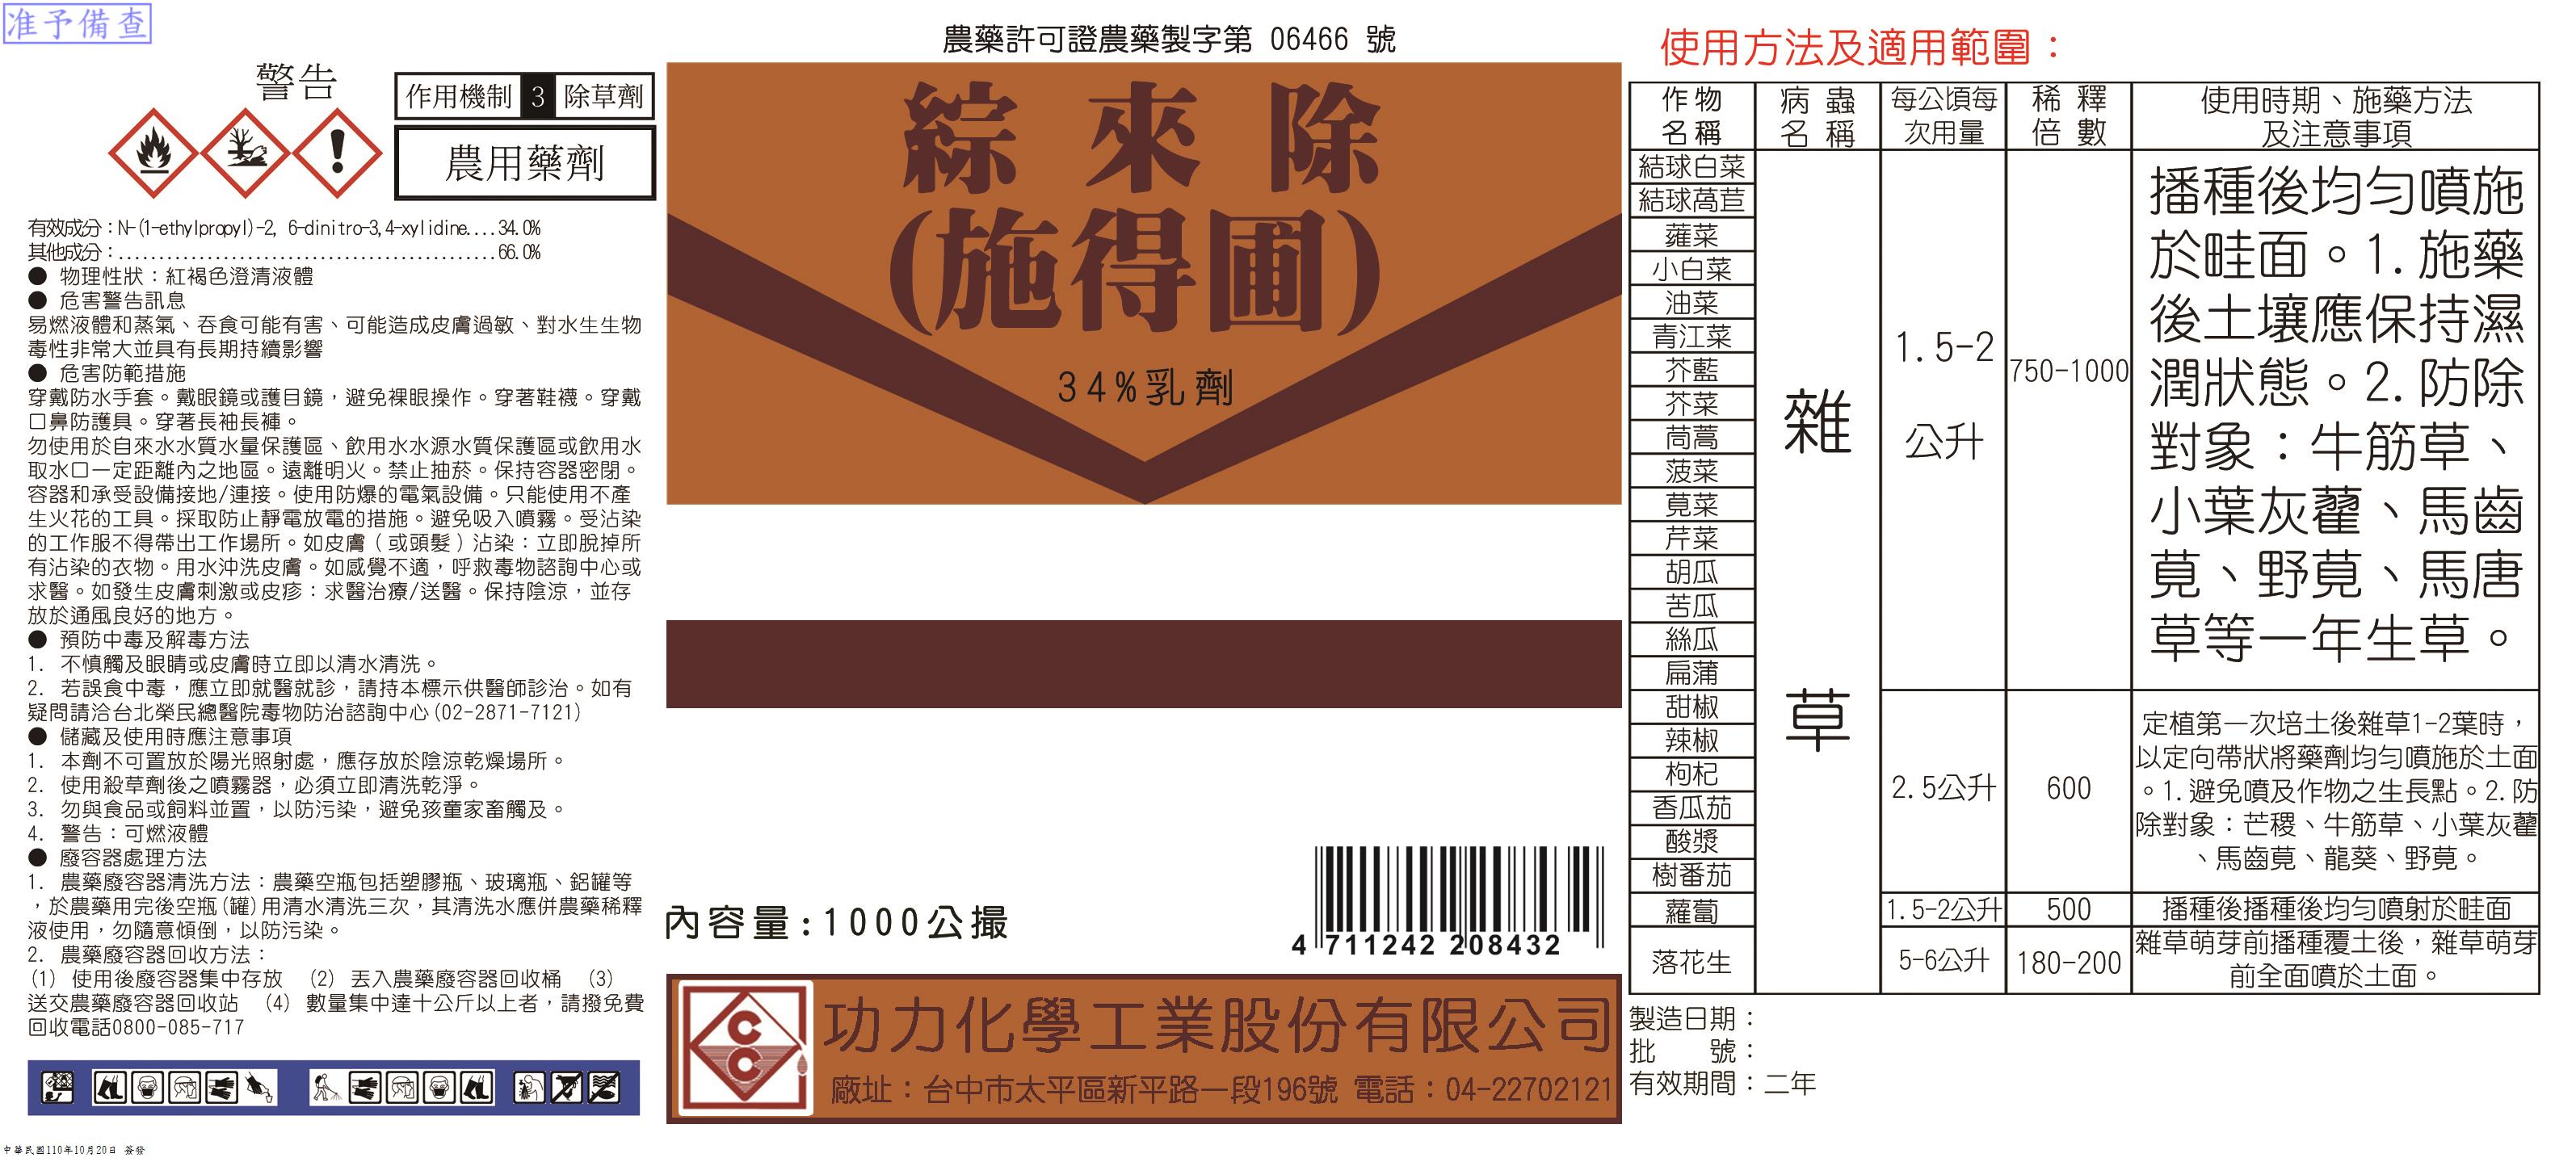 准予備查
警告
作用機制 3 除草劑
農用藥劑
有效成分：N-(1-ethylpropyl)-2, 6-dinitro-3,4-xylidine....34.0%
其他成分：...............................................66.0%
● 物理性狀：紅褐色澄清液體
● 危害警告訊息
易燃液體和蒸氣、吞食可能有害、可能造成皮膚過敏、對水生生物
毒性非常大並具有長期持續影響
● 危害防範措施
穿戴防水手套。戴眼鏡或護目鏡，避免裸眼操作。穿著鞋襪。穿戴
口鼻防護具。穿著長袖長褲。
勿使用於自來水水質水量保護區、飲用水水源水質保護區或飲用水
取水口一定距離內之地區。遠離明火。禁止抽菸。保持容器密閉。
容器和承受設備接地/連接。使用防爆的電氣設備。只能使用不產
生火花的工具。採取防止靜電放電的措施。避免吸入噴霧。受沾染
的工作服不得帶出工作場所。如皮膚（或頭髮）沾染：立即脫掉所
有沾染的衣物。用水沖洗皮膚。如感覺不適，呼救毒物諮詢中心或
求醫。如發生皮膚刺激或皮疹：求醫治療/送醫。保持陰涼，並存
放於通風良好的地方。
● 預防中毒及解毒方法
1. 不慎觸及眼睛或皮膚時立即以清水清洗。
2. 若誤食中毒，應立即就醫就診，請持本標示供醫師診治。如有
疑問請洽台北榮民總醫院毒物防治諮詢中心(02-2871-7121)
● 儲藏及使用時應注意事項
1. 本劑不可置放於陽光照射處，應存放於陰涼乾燥場所。
2. 使用殺草劑後之噴霧器，必須立即清洗乾淨。
3. 勿與食品或飼料並置，以防污染，避免孩童家畜觸及。
4. 警告：可燃液體
● 廢容器處理方法
1. 農藥廢容器清洗方法：農藥空瓶包括塑膠瓶、玻璃瓶、鋁罐等
，於農藥用完後空瓶(罐)用清水清洗三次，其清洗水應併農藥稀釋
液使用，勿隨意傾倒，以防污染。
2. 農藥廢容器回收方法：
(1) 使用後廢容器集中存放 (2) 丟入農藥廢容器回收桶 (3)
送交農藥廢容器回收站 (4) 數量集中達十公斤以上者，請撥免費
回收電話0800-085-717
中華民國110年10月20日 簽發
農藥許可證農藥製字第 06466 號
綜來除
(施得圃)
34%乳劑
內容量:1000公撮
4 711242 208432
C
C
功力化學工業股份有限公司
廠址：台中市太平區新平路一段196號 電話：04-22702121
使用方法及適用範圍：
作物名稱 病蟲名稱 每公頃每次用量 稀釋倍數 使用時期、施藥方法及注意事項
結球白菜
結球萵苣
蕹菜
小白菜
油菜
青江菜
芥藍
芥菜
茼蒿
菠菜
莧菜
芹菜
胡瓜
苦瓜
絲瓜
扁蒲
甜椒
辣椒
枸杞
香瓜茄
酸漿
樹番茄
蘿蔔
落花生
雜
草
1.5-2
公升
750-1000
播種後均勻噴施
於畦面。1.施藥
後土壤應保持濕
潤狀態。2.防除
對象：牛筋草、
小葉灰藋、馬齒
莧、野莧、馬唐
草等一年生草。
2.5公升
600
定植第一次培土後雜草1-2葉時，
以定向帶狀將藥劑均勻噴施於土面
。1.避免噴及作物之生長點。2.防
除對象：芒稷、牛筋草、小葉灰藋
、馬齒莧、龍葵、野莧。
1.5-2公升
500
播種後播種後均勻噴射於畦面
5-6公升
180-200
雜草萌芽前播種覆土後，雜草萌芽
前全面噴於土面。
製造日期：
批　號：
有效期間：二年